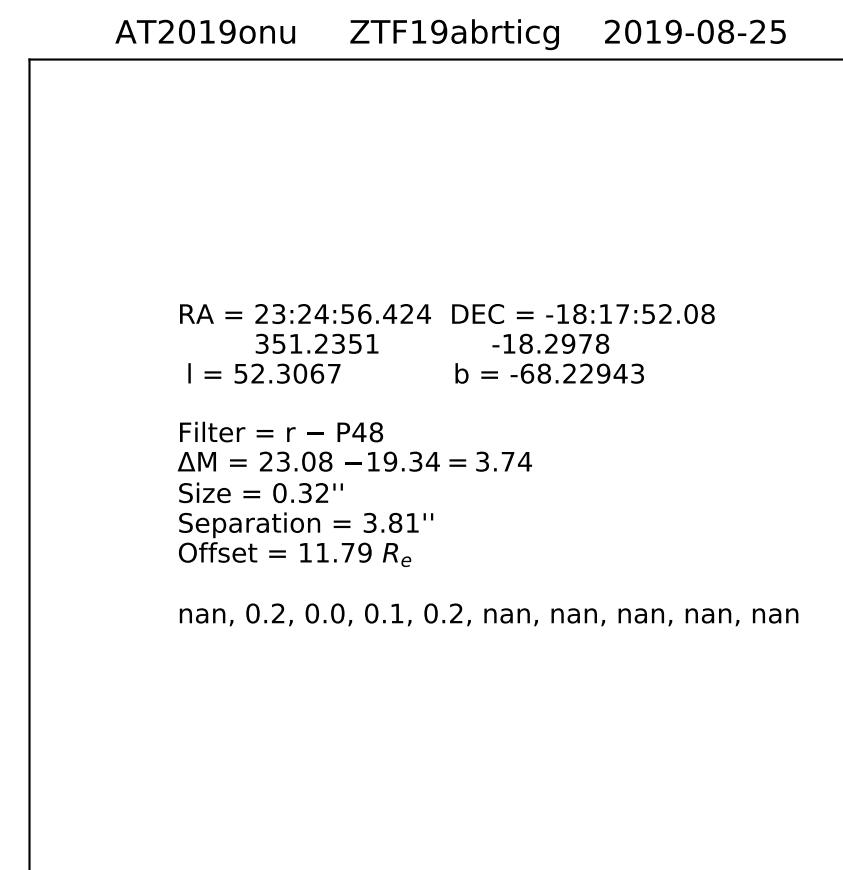 AT2019onu ZTF19abrticg 2019-08-25
RA = 23:24:56.424 DEC = -18:17:52.08
351.2351 -18.2978
l = 52.3067 b = -68.22943
Filter = r − P48
ΔM = 23.08 −19.34 = 3.74
Size = 0.32''
Separation = 3.81''
Offset = 11.79 Rₑ
nan, 0.2, 0.0, 0.1, 0.2, nan, nan, nan, nan, nan